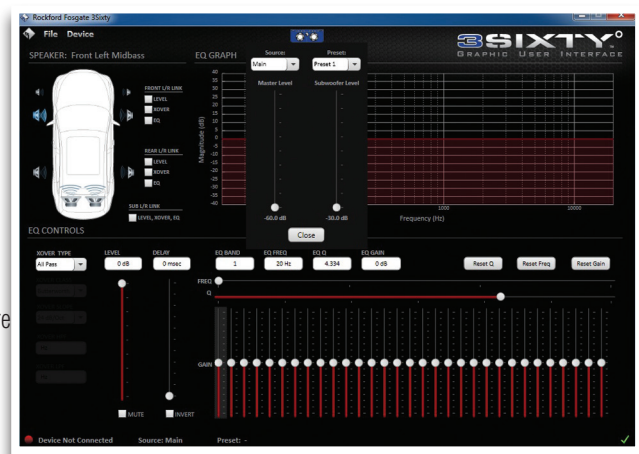 Rockford Fosgate 3Sixty
File Device
3SIXTY.°
GRAPHIC USER INTERFACE
SPEAKER: Front Left Midbass
EQ GRAPH
Source: Preset:
Main Preset 1
Master Level Subwoofer Level
-60.0 dB -30.0 dB
Close
FRONT L/R LINK
LEVEL
XOVER
EQ
REAR L/R LINK
LEVEL
XOVER
EQ
SUB L/R LINK
LEVEL, XOVER, EQ
Magnitude (dB)
40
35
30
25
20
15
10
5
0
-5
-10
-15
-20
-25
-30
-35
-40
1000 10000
Frequency (Hz)
EQ CONTROLS
XOVER TYPE LEVEL DELAY EQ BAND EQ FREQ EQ Q EQ GAIN
All Pass 0 dB 0 msec 1 20 Hz 4.334 0 dB Reset Q Reset Freq Reset Gain
FREQ
Q
GAIN
MUTE INVERT
Device Not Connected Source: Main Preset: -